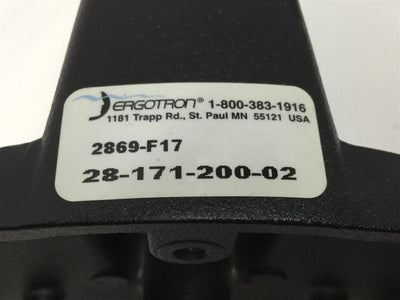 ERGOTRON® 1-800-383-1916
1181 Trapp Rd., St. Paul MN 55121 USA
2869-F17
28-171-200-02